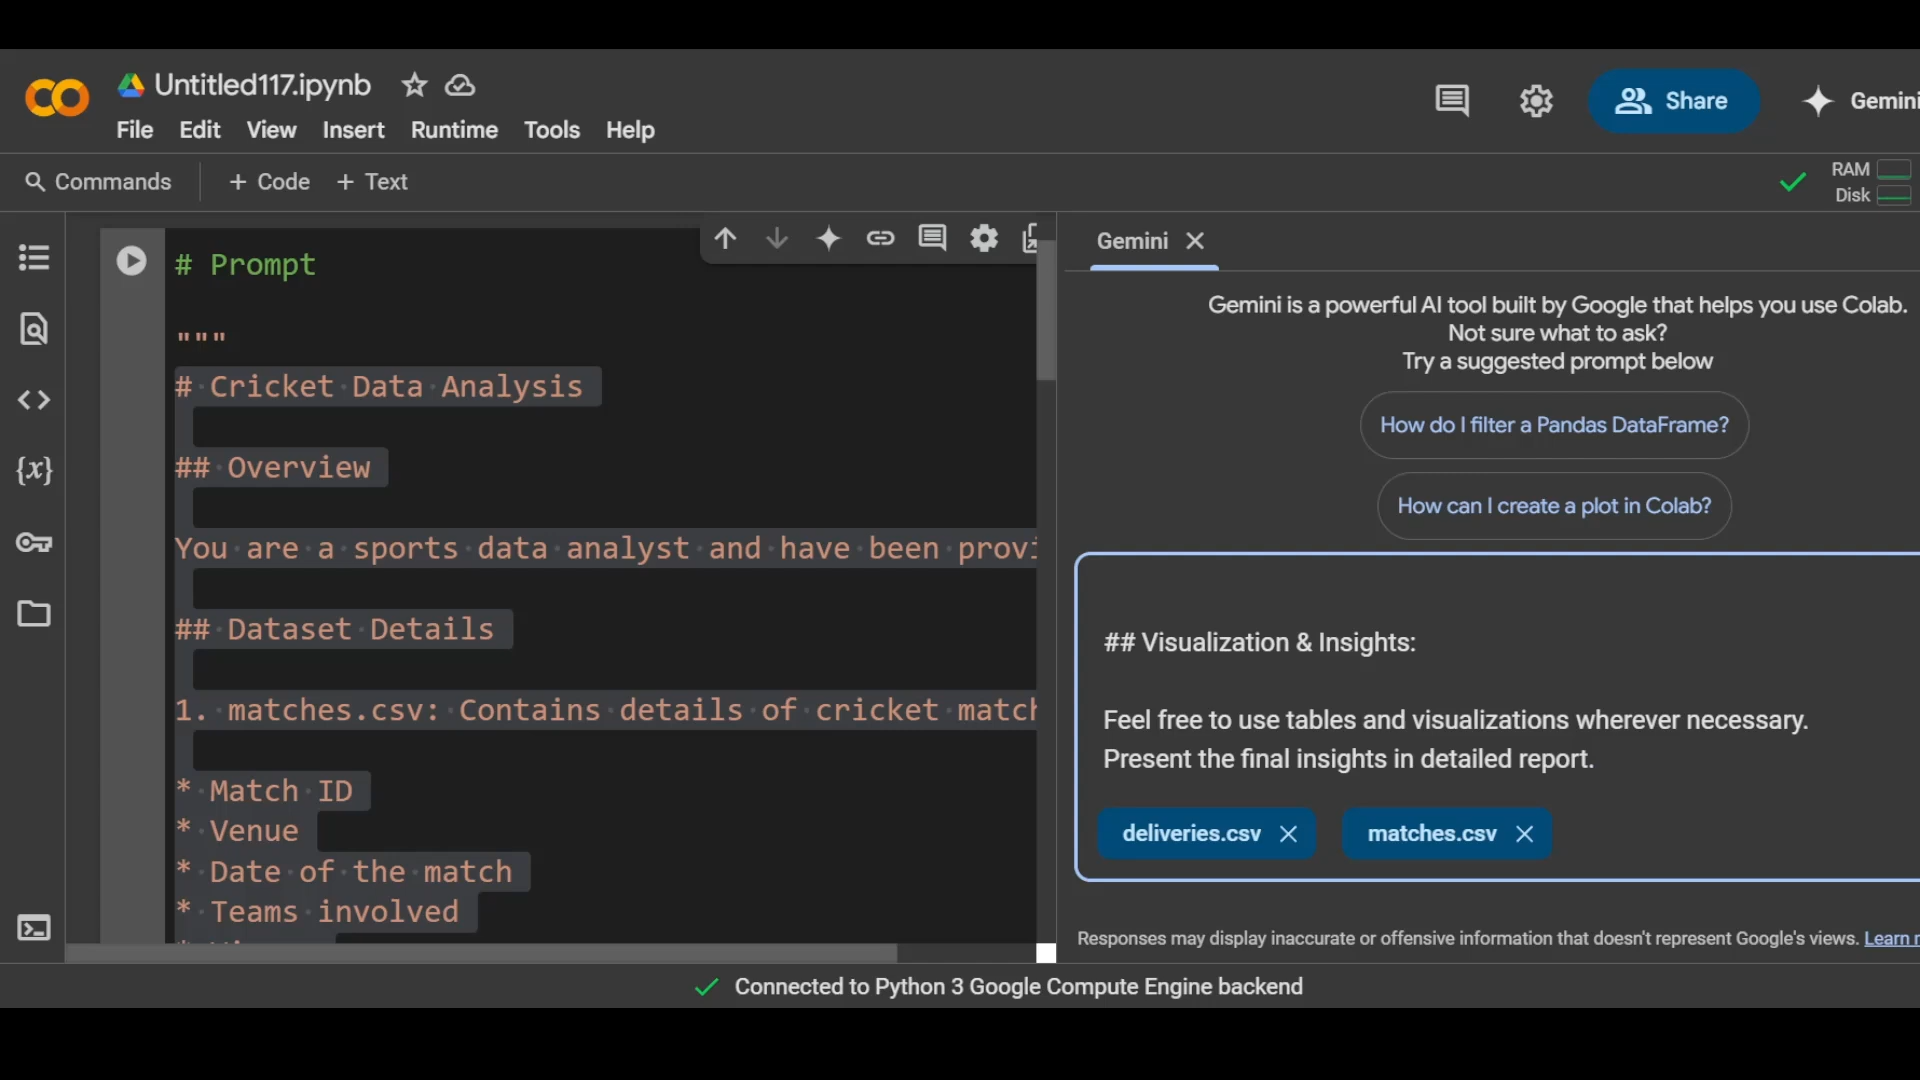 Untitled117.ipynb
File Edit View Insert Runtime Tools Help
Share
Gemini
Commands + Code + Text
RAM
Disk
# Prompt
"""
# Cricket Data Analysis
## Overview
You are a sports data analyst and have been
## Dataset Details
1. matches.csv: Contains details of cricket
* Match ID
* Venue
* Date of the match
* Teams involved
Gemini
Gemini is a powerful AI tool built by Google that helps you use Colab.
Not sure what to ask?
Try a suggested prompt below
How do I filter a Pandas DataFrame?
How can I create a plot in Colab?
## Visualization & Insights:
Feel free to use tables and visualizations wherever necessary.
Present the final insights in detailed report.
deliveries.csv
matches.csv
Responses may display inaccurate or offensive information that doesn't represent Google's views. Learn
Connected to Python 3 Google Compute Engine backend